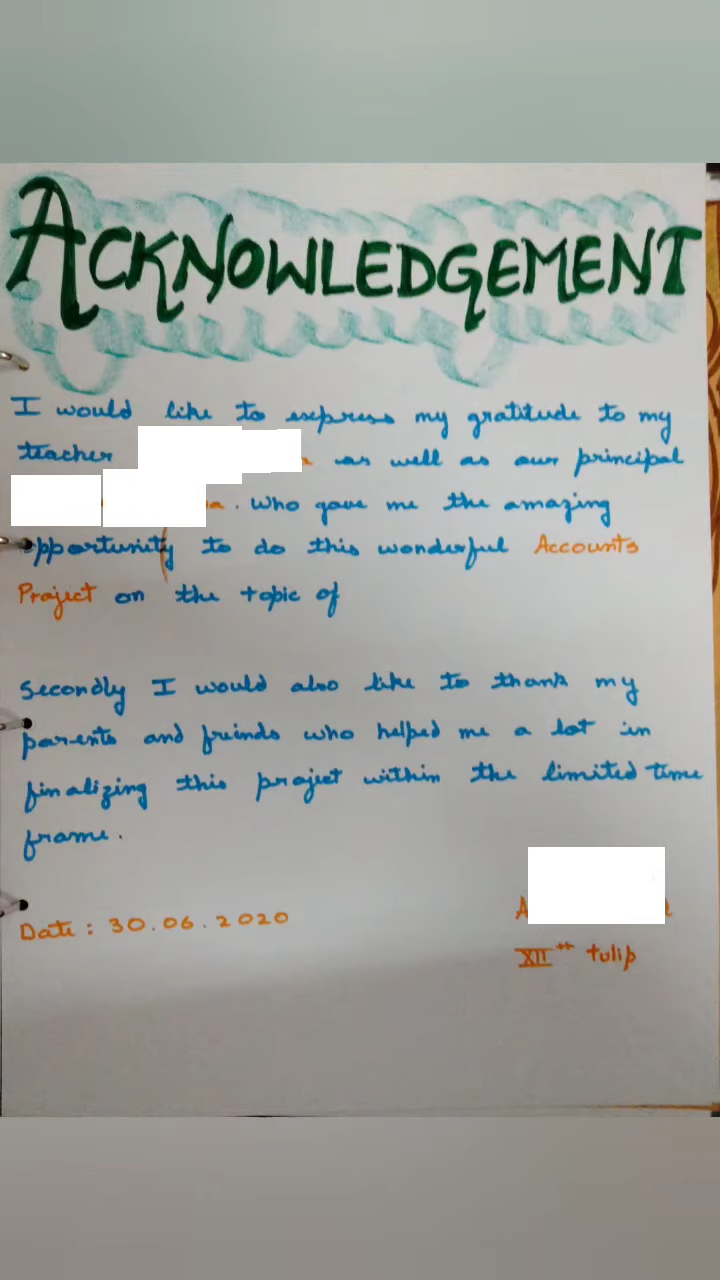 ACKNOWLEDGEMENT
I would like to express my gratitude to my
teacher as well as our principal
. who gave me the amazing
opportunity to do this wonderful Accounts
Project on the topic of
Secondly I would also like to thank my
parents and freinds who helped me a lot in
finalizing this project within the limited time
frame.
Date : 30.06.2020
XIIth tulip